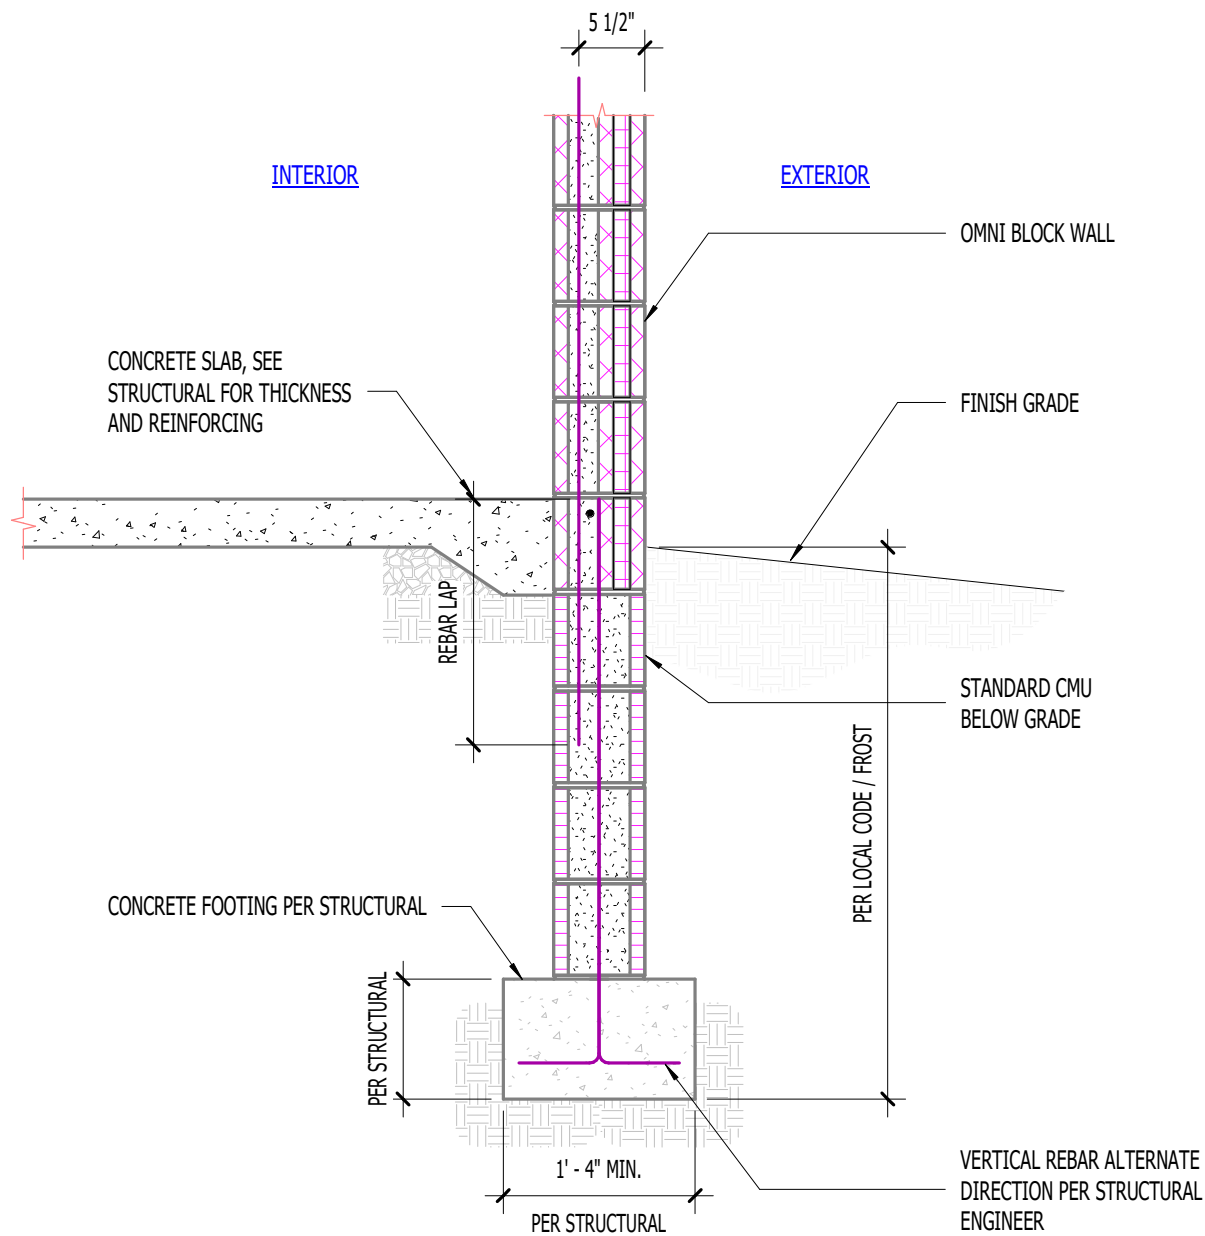 5 1/2"
INTERIOR
EXTERIOR
OMNI BLOCK WALL
CONCRETE SLAB, SEE
STRUCTURAL FOR THICKNESS
AND REINFORCING
FINISH GRADE
REBAR LAP
STANDARD CMU
BELOW GRADE
PER LOCAL CODE / FROST
CONCRETE FOOTING PER STRUCTURAL
PER STRUCTURAL
1' - 4" MIN.
PER STRUCTURAL
VERTICAL REBAR ALTERNATE
DIRECTION PER STRUCTURAL
ENGINEER